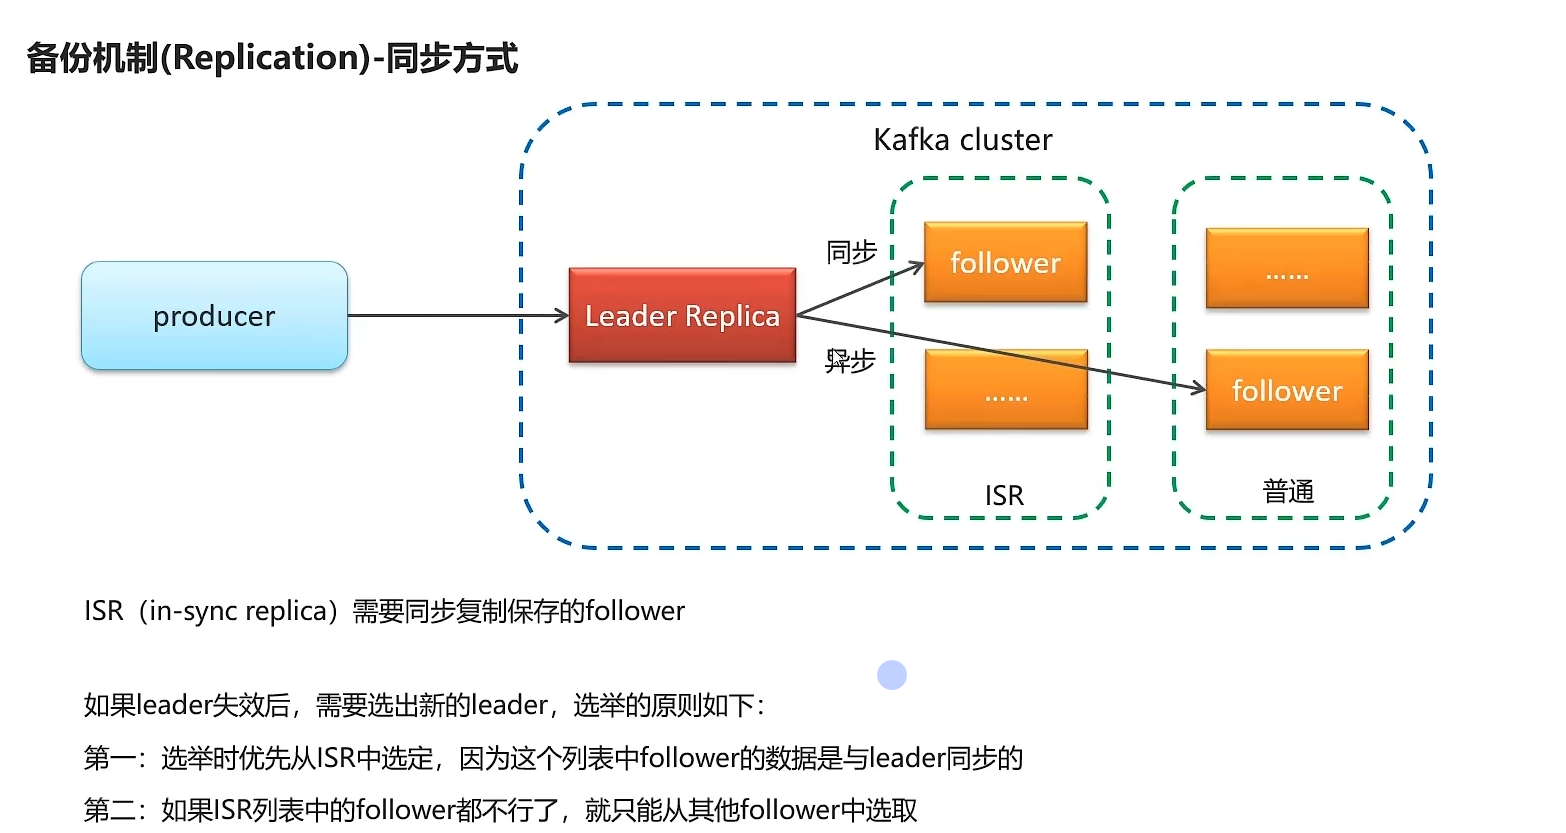 备份机制(Replication)-同步方式
Kafka cluster
producer
Leader Replica
同步
异步
follower
......
ISR
......
follower
普通
ISR（in-sync replica）需要同步复制保存的follower
如果leader失效后，需要选出新的leader，选举的原则如下：
第一：选举时优先从ISR中选定，因为这个列表中follower的数据是与leader同步的
第二：如果ISR列表中的follower都不行了，就只能从其他follower中选取